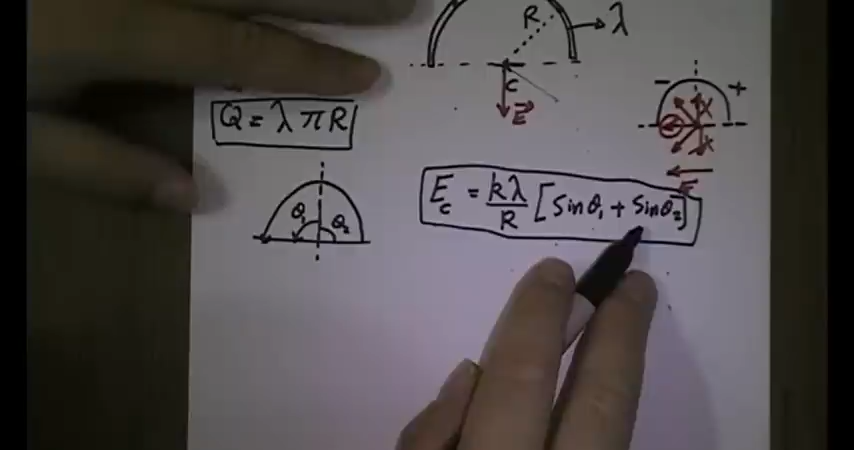 R
λ
C
E⃗
− +
Q = λπR
E
θ₁ θ₂
E_c = kλ/R [Sinθ₁ + Sinθ₂]